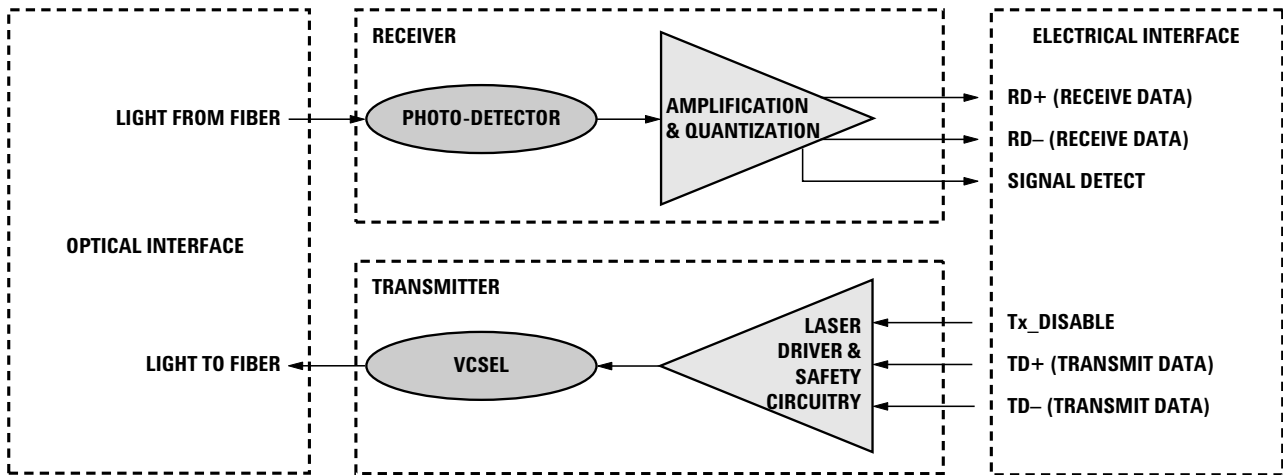 RECEIVER
ELECTRICAL INTERFACE
LIGHT FROM FIBER
PHOTO-DETECTOR
AMPLIFICATION
& QUANTIZATION
RD+ (RECEIVE DATA)
RD– (RECEIVE DATA)
SIGNAL DETECT
OPTICAL INTERFACE
TRANSMITTER
LIGHT TO FIBER
VCSEL
LASER
DRIVER &
SAFETY
CIRCUITRY
Tx_DISABLE
TD+ (TRANSMIT DATA)
TD– (TRANSMIT DATA)